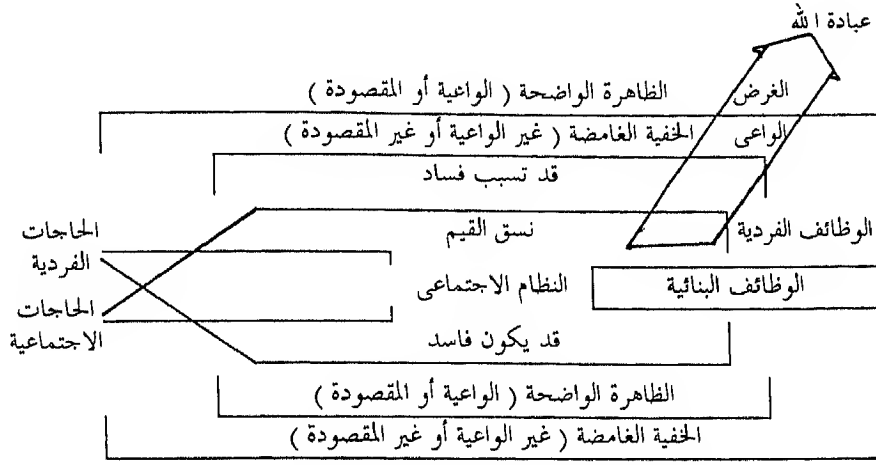 عبادة الله
الغرض الظاهرة الواضحة ( الواعية أو المقصودة )
الواعى الخفية الغامضة ( غير الواعية أو غير المقصودة )
قد تسبب فساد
الحاجات
الفردية
نسق القيم
الوظائف الفردية
الحاجات
الاجتماعية
النظام الاجتماعى
الوظائف البنائية
قد يكون فاسد
الظاهرة الواضحة ( الواعية أو المقصودة )
الخفية الغامضة ( غير الواعية أو غير المقصودة )